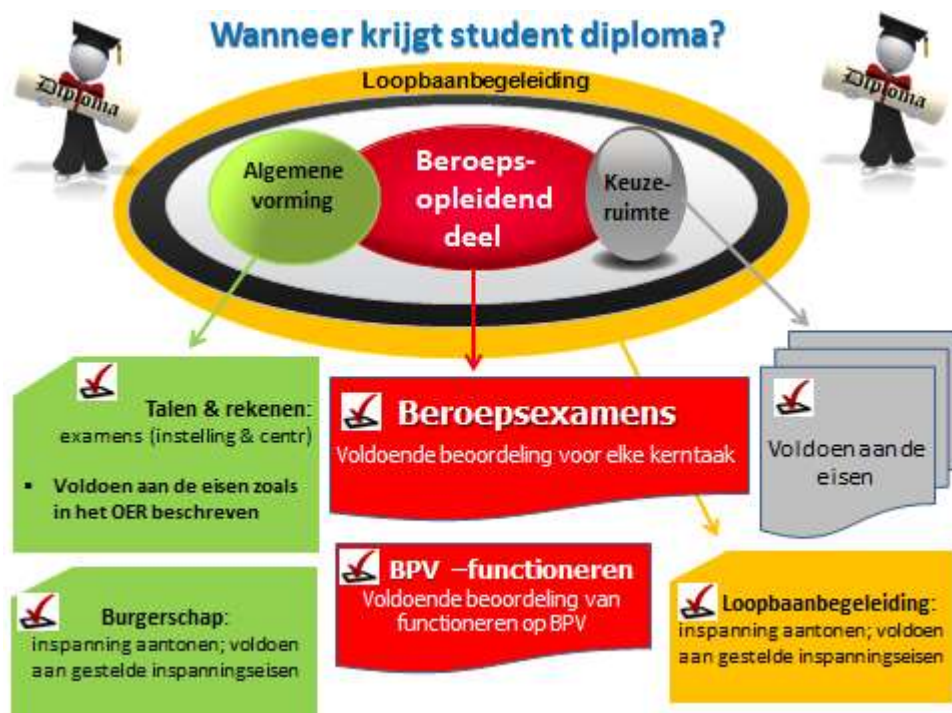 Wanneer krijgt student diploma?
Diploma
Diploma
Loopbaanbegeleiding
Algemene
vorming
Beroeps-
opleidend
deel
Keuze-
ruimte
Talen & rekenen:
examens (instelling & centr)
▪ Voldoen aan de eisen zoals
in het OER beschreven
Beroepsexamens
Voldoende beoordeling voor elke kerntaak
Voldoen aan de
eisen
Burgerschap:
inspanning aantonen; voldoen
aan gestelde inspanningseisen
BPV –functioneren
Voldoende beoordeling van
functioneren op BPV
Loopbaanbegeleiding:
inspanning aantonen; voldoen
aan gestelde inspanningseisen